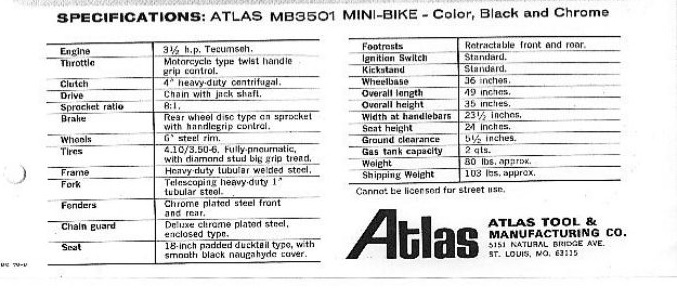 SPECIFICATIONS: ATLAS MB3501 MINI-BIKE - Color, Black and Chrome
Engine 3½ h.p. Tecumseh.
Throttle Motorcycle type twist handle
grip control.
Clutch 4" heavy-duty centrifugal.
Drive Chain with jack shaft.
Sprocket ratio 8:1.
Brake Rear wheel disc type on sprocket
with handlegrip control.
Wheels 6" steel rim.
Tires 4.10/3.50-6. Fully-pneumatic,
with diamond stud big grip tread.
Frame Heavy-duty tubular welded steel.
Fork Telescoping heavy-duty 1"
tubular steel.
Fenders Chrome plated steel front
and rear.
Chain guard Deluxe chrome plated steel,
enclosed type.
Seat 18-inch padded ducktail type, with
smooth black naugahyde cover.
Footrests Retractable front and rear.
Ignition Switch Standard.
Kickstand Standard.
Wheelbase 36 inches.
Overall length 49 inches.
Overall height 35 inches.
Width at handlebars 23½ inches.
Seat height 24 inches.
Ground clearance 5½ inches.
Gas tank capacity 2 qts.
Weight 80 lbs. approx.
Shipping Weight 103 lbs. approx.
Cannot be licensed for street use.
Atlas
ATLAS TOOL &
MANUFACTURING CO.
5151 NATURAL BRIDGE AVE.
ST. LOUIS, MO. 63115